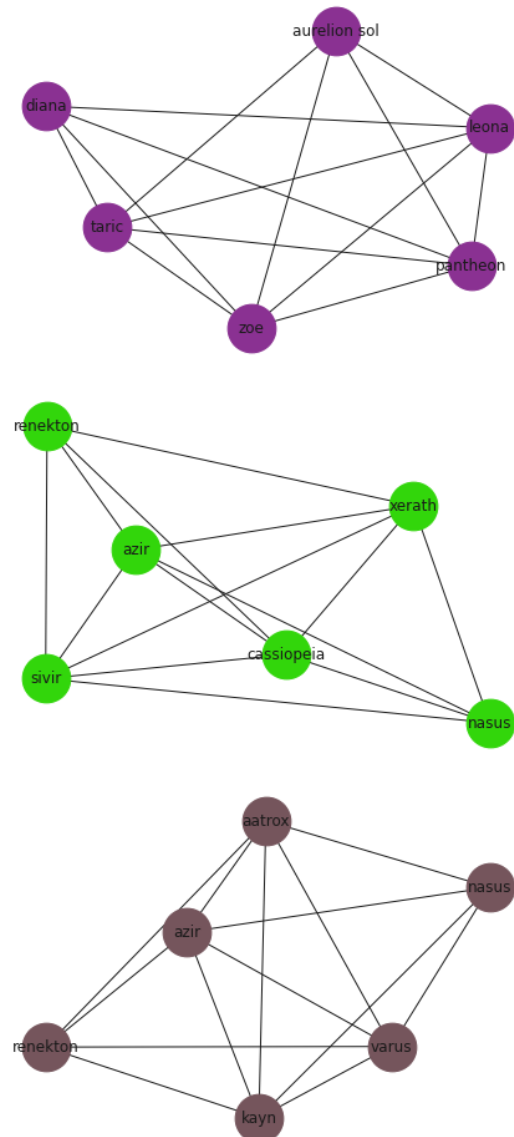 aurelion sol
diana
leona
taric
pantheon
zoe
renekton
xerath
azir
cassiopeia
sivir
nasus
aatrox
nasus
azir
renekton
varus
kayn